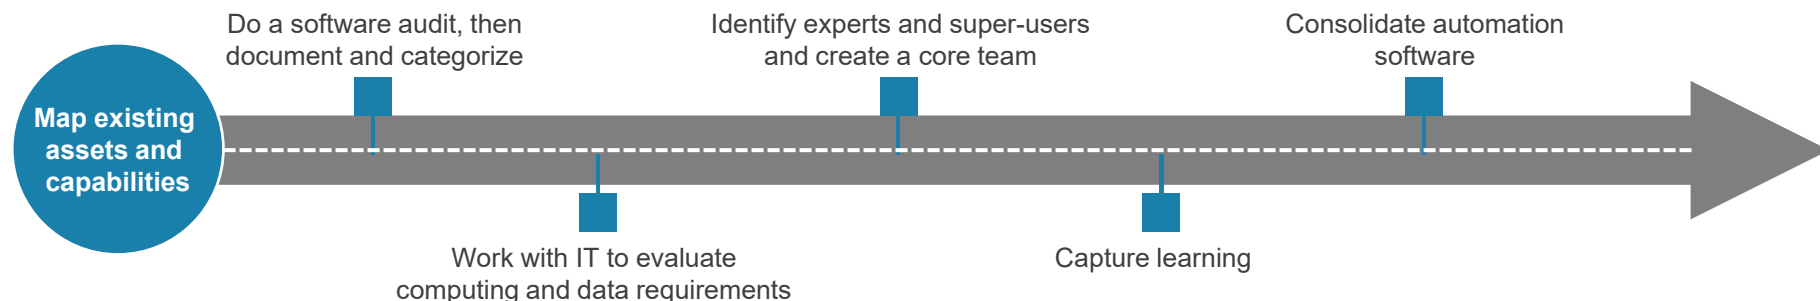 Map existing
assets and
capabilities
Do a software audit, then
document and categorize
Work with IT to evaluate
computing and data requirements
Identify experts and super-users
and create a core team
Capture learning
Consolidate automation
software